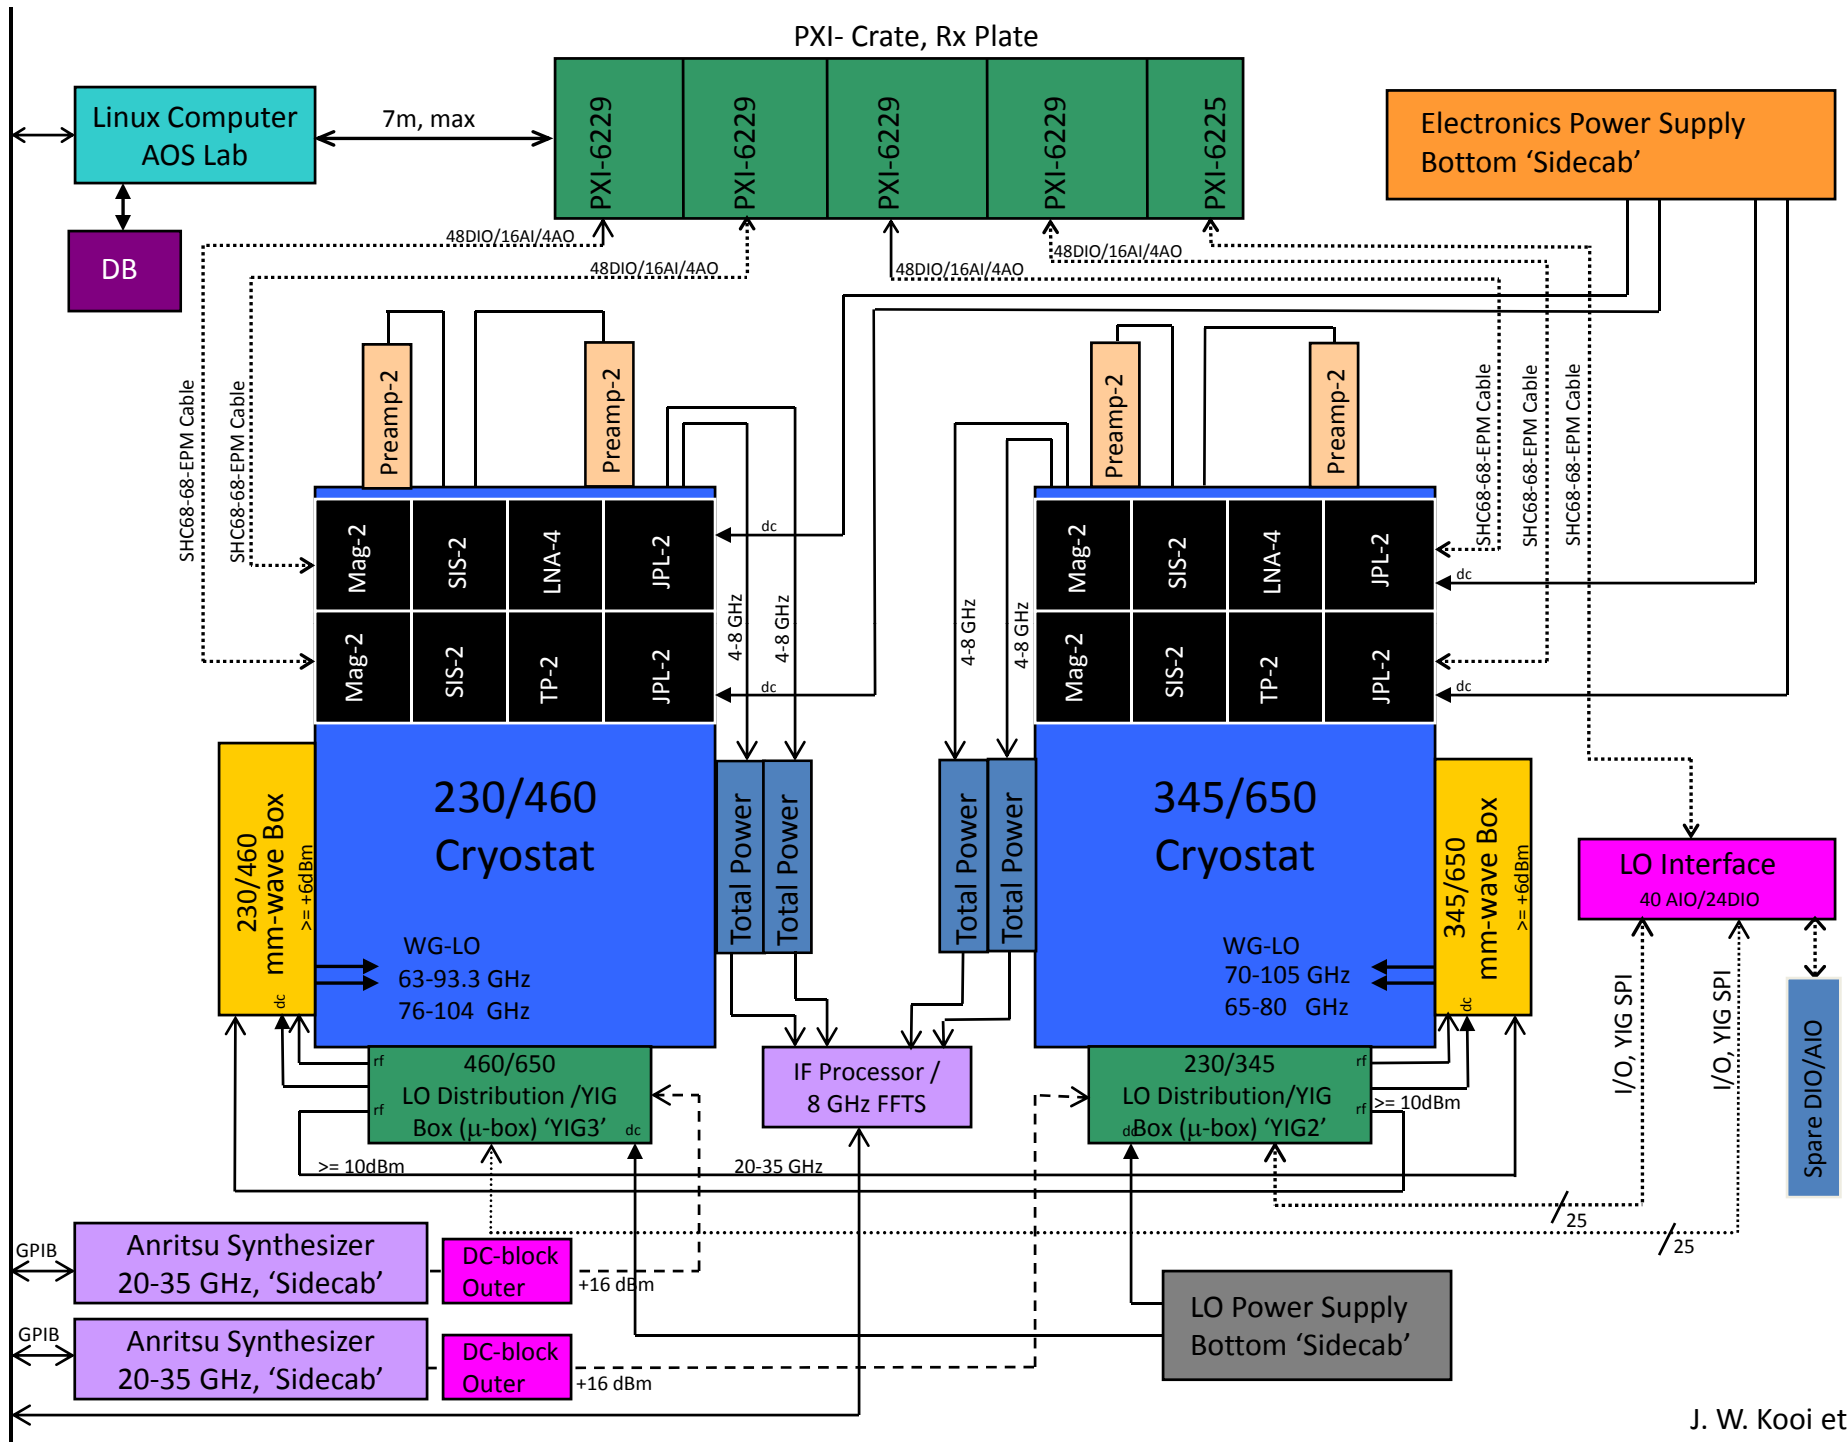 PXI- Crate, Rx Plate
Linux Computer
AOS Lab
7m, max
PXI-6229
PXI-6229
PXI-6229
PXI-6229
PXI-6225
Electronics Power Supply
Bottom ‘Sidecab’
DB
48DIO/16AI/4AO
48DIO/16AI/4AO
48DIO/16AI/4AO
48DIO/16AI/4AO
SHC68-68-EPM Cable
SHC68-68-EPM Cable
Preamp-2
Preamp-2
Preamp-2
Preamp-2
SHC68-68-EPM Cable
SHC68-68-EPM Cable
SHC68-68-EPM Cable
Mag-2
SIS-2
LNA-4
JPL-2
dc
Mag-2
SIS-2
TP-2
JPL-2
dc
4-8 GHz
4-8 GHz
4-8 GHz
4-8 GHz
Mag-2
SIS-2
LNA-4
JPL-2
dc
Mag-2
SIS-2
TP-2
JPL-2
dc
230/460
mm-wave Box
>= +6dBm
dc
230/460
Cryostat
WG-LO
63-93.3 GHz
76-104 GHz
Total Power
Total Power
Total Power
Total Power
345/650
Cryostat
WG-LO
70-105 GHz
65-80 GHz
345/650
mm-wave Box
>= +6dBm
dc
LO Interface
40 AIO/24DIO
I/O, YIG SPI
I/O, YIG SPI
Spare DIO/AIO
rf
460/650
LO Distribution /YIG
rf
Box (μ-box) ‘YIG3’
dc
IF Processor /
8 GHz FFTS
230/345
rf
LO Distribution/YIG
rf
>= 10dBm
dc
Box (μ-box) ‘YIG2’
>= 10dBm
20-35 GHz
25
25
GPIB
Anritsu Synthesizer
20-35 GHz, ‘Sidecab’
DC-block
Outer
+16 dBm
GPIB
Anritsu Synthesizer
20-35 GHz, ‘Sidecab’
DC-block
Outer
+16 dBm
LO Power Supply
Bottom ‘Sidecab’
J. W. Kooi et